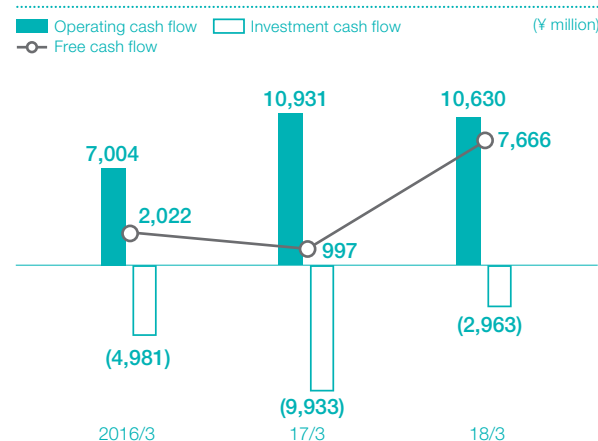 Operating cash flow Investment cash flow (¥ million)
Free cash flow
10,931 10,630
7,004 7,666
2,022
997
(2,963)
(4,981)
(9,933)
2016/3 17/3 18/3